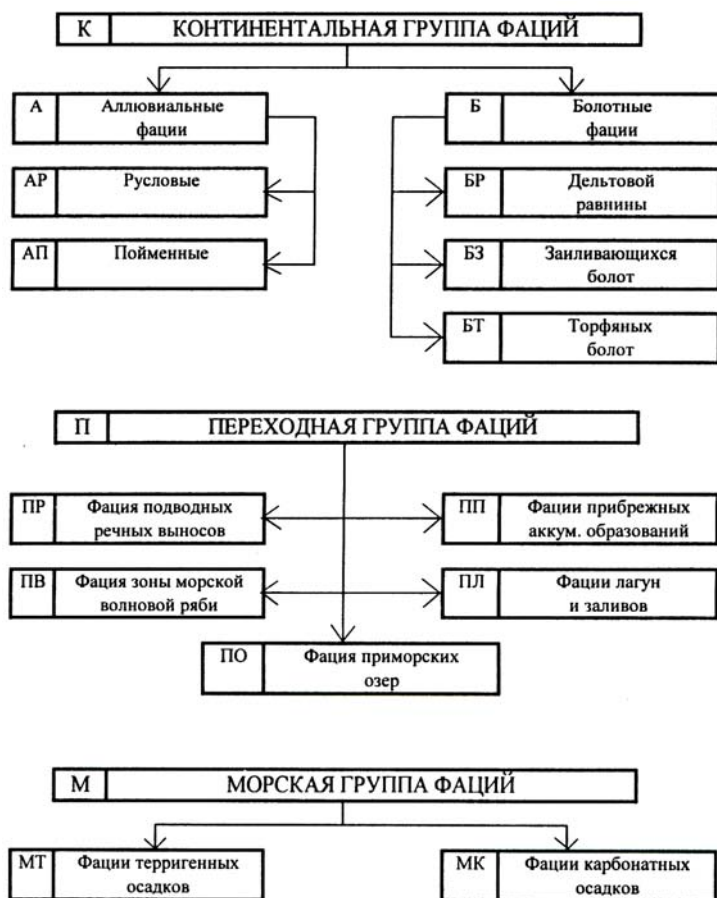 К КОНТИНЕНТАЛЬНАЯ ГРУППА ФАЦИЙ
А Аллювиальные
фации
Б Болотные
фации
АР Русловые
БР Дельтовой
равнины
АП Пойменные
БЗ Заиливающихся
болот
БТ Торфяных
болот
П ПЕРЕХОДНАЯ ГРУППА ФАЦИЙ
ПР Фация подводных
речных выносов
ПП Фации прибрежных
аккум. образований
ПВ Фация зоны морской
волновой ряби
ПЛ Фации лагун
и заливов
ПО Фация приморских
озер
М МОРСКАЯ ГРУППА ФАЦИЙ
МТ Фации терригенных
осадков
МК Фации карбонатных
осадков